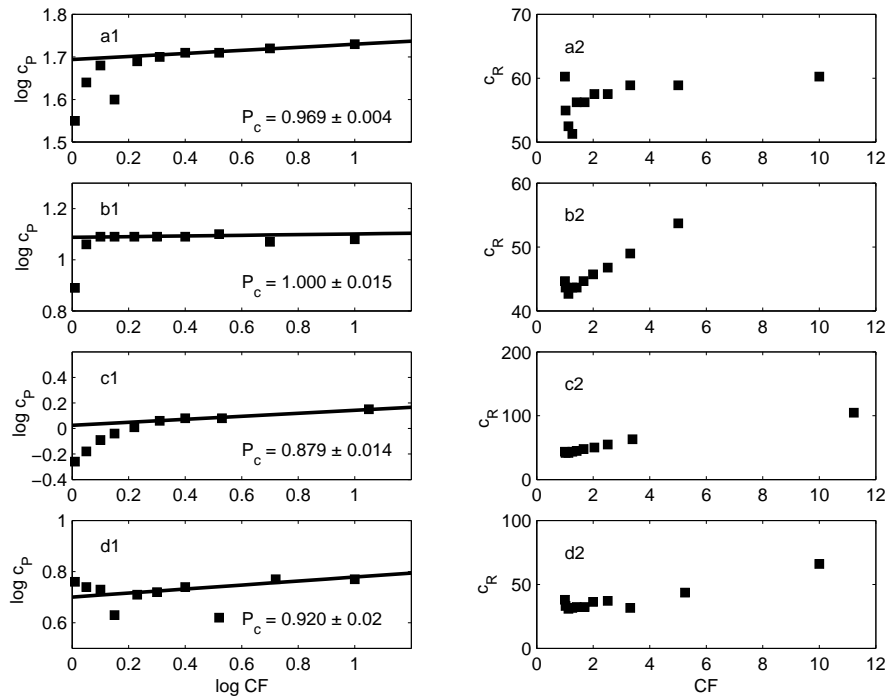 1.8
1.7
1.6
1.5
log c_P
a1
P_c = 0.969 ± 0.004
0 0.2 0.4 0.6 0.8 1
70
60
50
c_R
a2
0 2 4 6 8 10 12
1.2
1
0.8
log c_P
b1
P_c = 1.000 ± 0.015
0 0.2 0.4 0.6 0.8 1
60
50
40
c_R
b2
0 2 4 6 8 10 12
0.4
0.2
0
−0.2
−0.4
log c_P
c1
P_c = 0.879 ± 0.014
0 0.2 0.4 0.6 0.8 1
200
100
0
c_R
c2
0 2 4 6 8 10 12
1
0.8
0.6
log c_P
d1
P_c = 0.920 ± 0.02
0 0.2 0.4 0.6 0.8 1
log CF
100
50
0
c_R
d2
0 2 4 6 8 10 12
CF